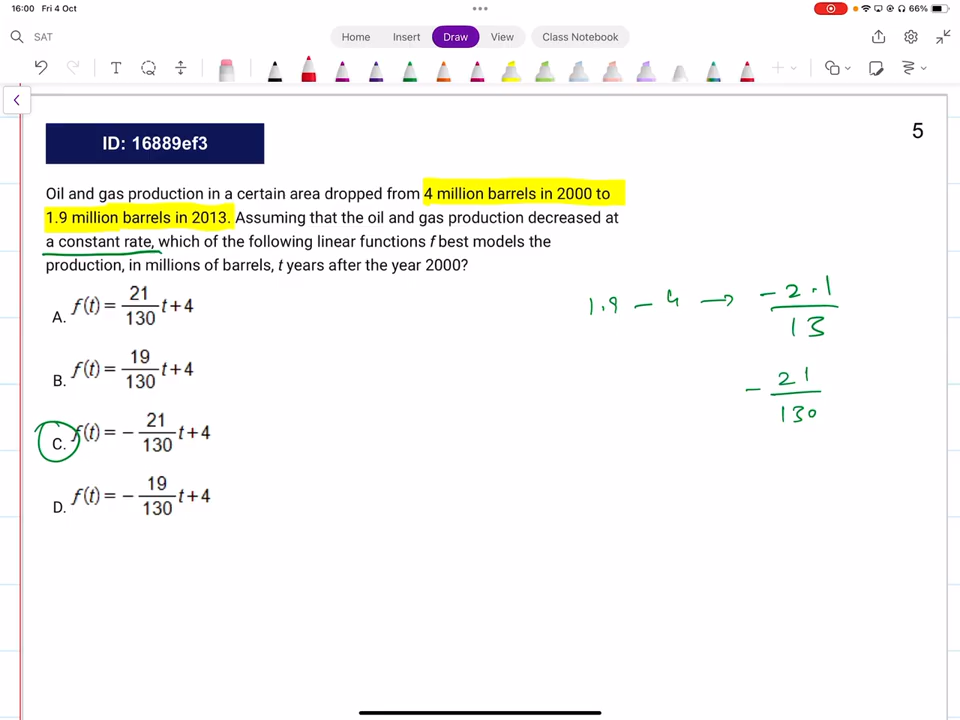 16:00 Fri 4 Oct
66%
SAT
Home Insert Draw View Class Notebook
5
ID: 16889ef3
Oil and gas production in a certain area dropped from 4 million barrels in 2000 to
1.9 million barrels in 2013. Assuming that the oil and gas production decreased at
a constant rate, which of the following linear functions f best models the
production, in millions of barrels, t years after the year 2000?
A. f(t) = 21/130 t + 4
B. f(t) = 19/130 t + 4
C. f(t) = − 21/130 t + 4
D. f(t) = − 19/130 t + 4
1.9 − 4 → −2.1/13
− 21/130